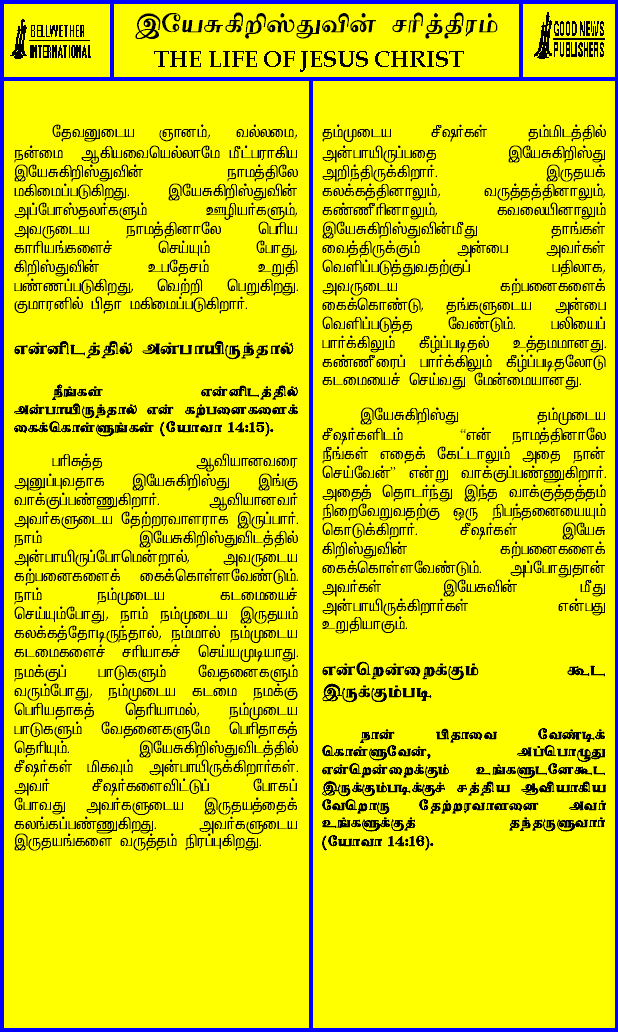 BELLWETHER
INTERNATIONAL
இயேசுகிறிஸ்துவின் சரித்திரம்
THE LIFE OF JESUS CHRIST
GOOD NEWS
PUBLISHERS
தேவனுடைய ஞானம், வல்லமை,
நன்மை ஆகியவையெல்லாமே மீட்பராகிய
இயேசுகிறிஸ்துவின் நாமத்திலே
மகிமைப்படுகிறது. இயேசுகிறிஸ்துவின்
அப்போஸ்தலர்களும் ஊழியர்களும்,
அவருடைய நாமத்தினாலே பெரிய
காரியங்களைச் செய்யும் போது,
கிறிஸ்துவின் உபதேசம் உறுதி
பண்ணப்படுகிறது, வெற்றி பெறுகிறது.
குமாரனில் பிதா மகிமைப்படுகிறார்.
என்னிடத்தில் அன்பாயிருந்தால்
நீங்கள் என்னிடத்தில்
அன்பாயிருந்தால் என் கற்பனைகளைக்
கைக்கொள்ளுங்கள் (யோவா 14:15).
பரிசுத்த ஆவியானவரை
அனுப்புவதாக இயேசுகிறிஸ்து இங்கு
வாக்குப்பண்ணுகிறார். ஆவியானவர்
அவர்களுடைய தேற்றரவாளராக இருப்பார்.
நாம் இயேசுகிறிஸ்துவிடத்தில்
அன்பாயிருப்போமென்றால், அவருடைய
கற்பனைகளைக் கைக்கொள்ளவேண்டும்.
நாம் நம்முடைய கடமையைச்
செய்யும்போது, நாம் நம்முடைய இருதயம்
கலக்கத்தோடிருந்தால், நம்மால் நம்முடைய
கடமைகளைச் சரியாகச் செய்யமுடியாது.
நமக்குப் பாடுகளும் வேதனைகளும்
வரும்போது, நம்முடைய கடமை நமக்கு
பெரியதாகத் தெரியாமல், நம்முடைய
பாடுகளும் வேதனைகளுமே பெரிதாகத்
தெரியும். இயேசுகிறிஸ்துவிடத்தில்
சீஷர்கள் மிகவும் அன்பாயிருக்கிறார்கள்.
அவர் சீஷர்களைவிட்டுப் போகப்
போவது அவர்களுடைய இருதயத்தைக்
கலங்கப்பண்ணுகிறது. அவர்களுடைய
இருதயங்களை வருத்தம் நிரப்புகிறது.
தம்முடைய சீஷர்கள் தம்மிடத்தில்
அன்பாயிருப்பதை இயேசுகிறிஸ்து
அறிந்திருக்கிறார். இருதயக்
கலக்கத்தினாலும், வருத்தத்தினாலும்,
கண்ணீரினாலும், கவலையினாலும்
இயேசுகிறிஸ்துவின்மீது தாங்கள்
வைத்திருக்கும் அன்பை அவர்கள்
வெளிப்படுத்துவதற்குப் பதிலாக,
அவருடைய கற்பனைகளைக்
கைக்கொண்டு, தங்களுடைய அன்பை
வெளிப்படுத்த வேண்டும். பலியைப்
பார்க்கிலும் கீழ்ப்படிதல் உத்தமமானது.
கண்ணீரைப் பார்க்கிலும் கீழ்ப்படிதலோடு
கடமையைச் செய்வது மேன்மையானது.
இயேசுகிறிஸ்து தம்முடைய
சீஷர்களிடம் “என் நாமத்தினாலே
நீங்கள் எதைக் கேட்டாலும் அதை நான்
செய்வேன்” என்று வாக்குப்பண்ணுகிறார்.
அதைத் தொடர்ந்து இந்த வாக்குத்தத்தம்
நிறைவேறுவதற்கு ஒரு நிபந்தனையையும்
கொடுக்கிறார். சீஷர்கள் இயேசு
கிறிஸ்துவின் கற்பனைகளைக்
கைக்கொள்ளவேண்டும். அப்போதுதான்
அவர்கள் இயேசுவின் மீது
அன்பாயிருக்கிறார்கள் என்பது
உறுதியாகும்.
என்றென்றைக்கும் கூட
இருக்கும்படி
நான் பிதாவை வேண்டிக்
கொள்ளுவேன், அப்பொழுது
என்றென்றைக்கும் உங்களுடனேகூட
இருக்கும்படிக்குச் சத்திய ஆவியாகிய
வேறொரு தேற்றரவாளனை அவர்
உங்களுக்குத் தந்தருளுவார்
(யோவா 14:16).